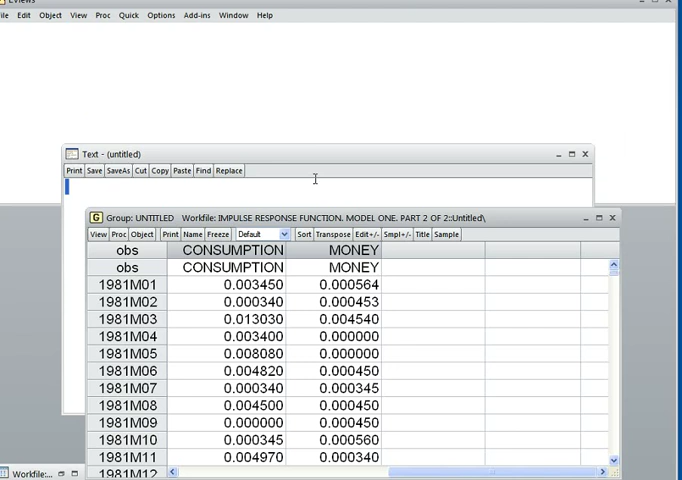 EViews
File Edit Object View Proc Quick Options Add-ins Window Help
Text - (untitled)
Print Save SaveAs Cut Copy Paste Find Replace
G Group: UNTITLED Workfile: IMPULSE RESPONSE FUNCTION. MODEL ONE. PART 2 OF 2::Untitled\
View Proc Object Print Name Freeze Default Sort Transpose Edit+/- Smpl+/- Title Sample
obs CONSUMPTION MONEY
obs CONSUMPTION MONEY
1981M01 0.003450 0.000564
1981M02 0.000340 0.000453
1981M03 0.013030 0.004540
1981M04 0.003400 0.000000
1981M05 0.008080 0.000000
1981M06 0.004820 0.000450
1981M07 0.000340 0.000345
1981M08 0.004500 0.000450
1981M09 0.000000 0.000450
1981M10 0.000345 0.000560
1981M11 0.004970 0.000340
1981M12
Workfile:...